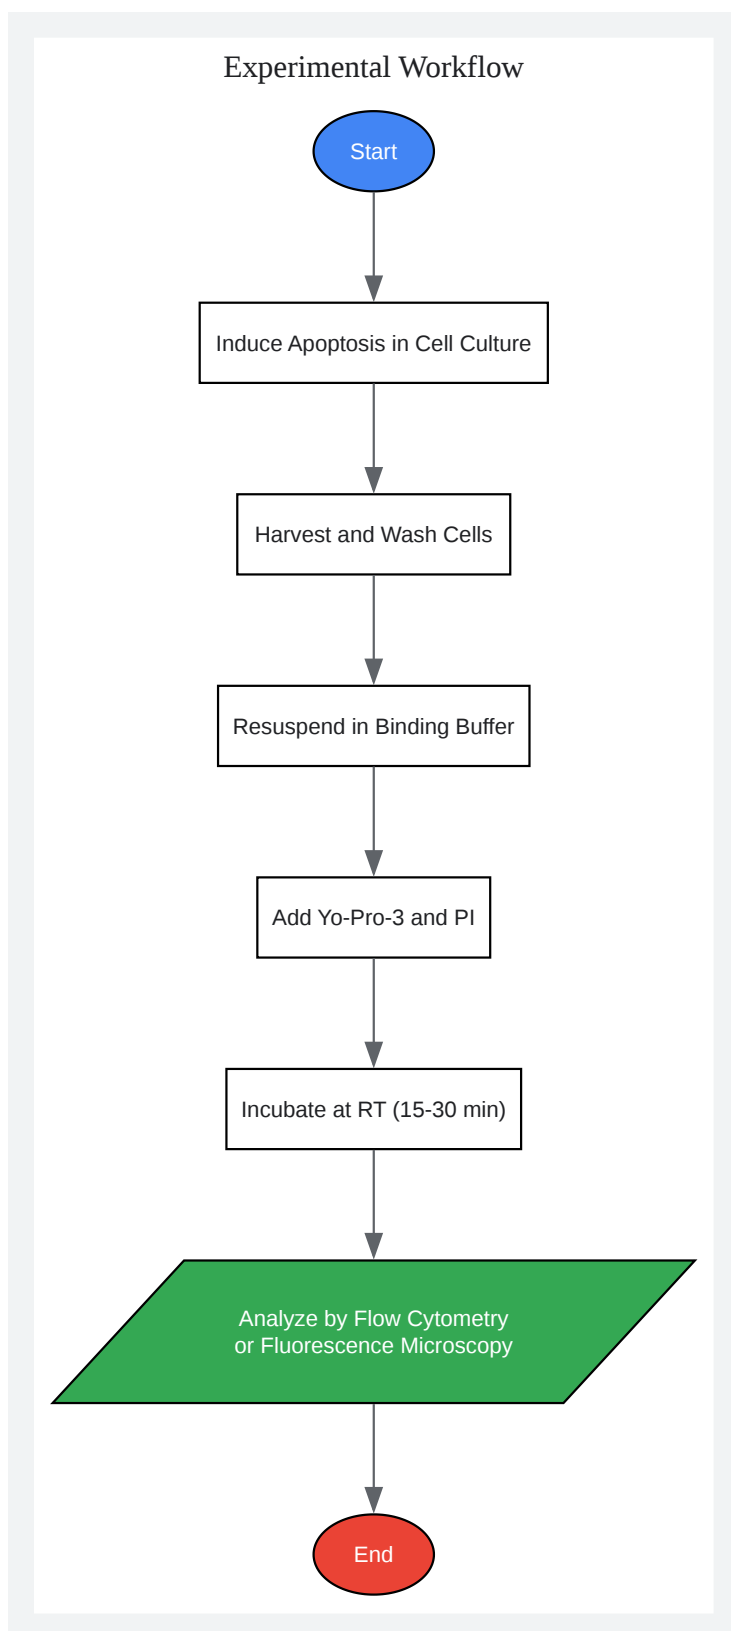 Experimental Workflow
Start
Induce Apoptosis in Cell Culture
Harvest and Wash Cells
Resuspend in Binding Buffer
Add Yo-Pro-3 and PI
Incubate at RT (15-30 min)
Analyze by Flow Cytometry
or Fluorescence Microscopy
End